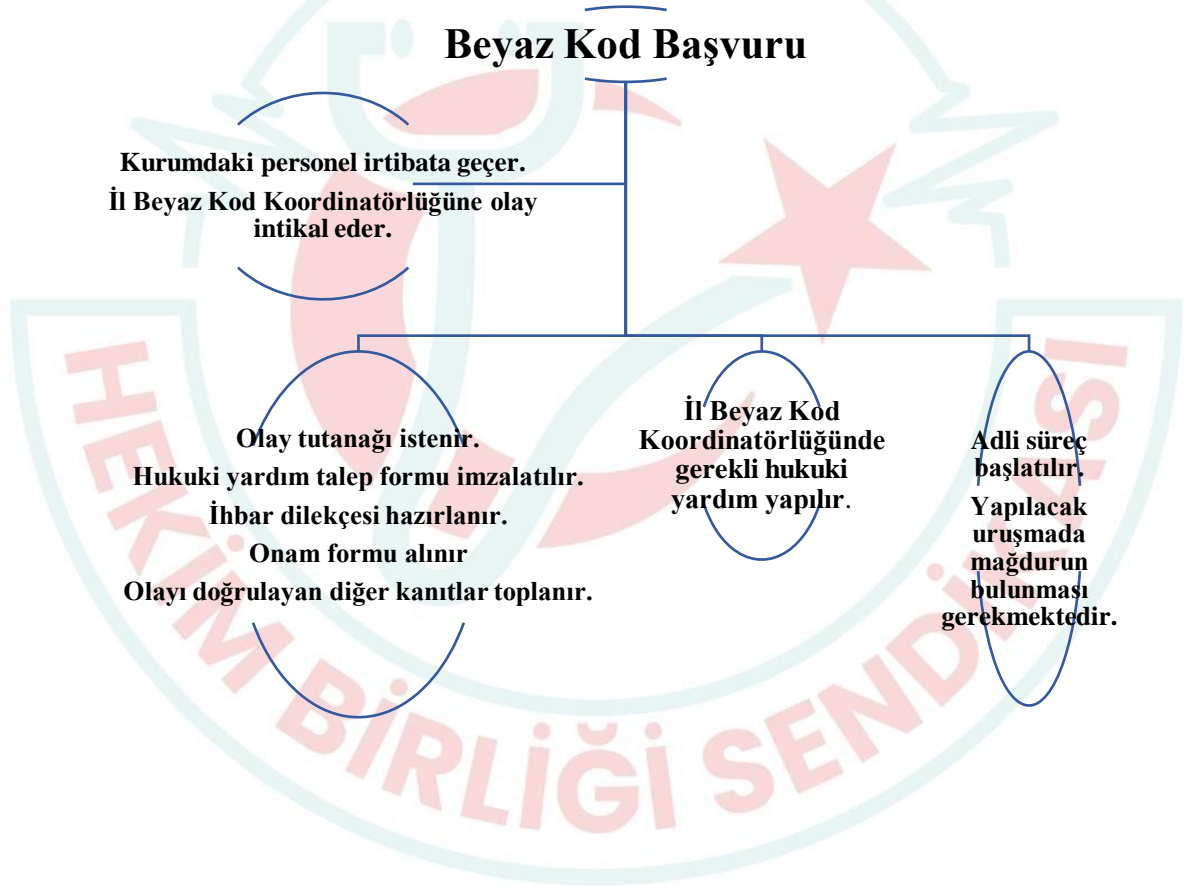 Beyaz Kod Başvuru
Kurumdaki personel irtibata geçer.
İl Beyaz Kod Koordinatörlüğüne olay
intikal eder.
Olay tutanağı istenir.
Hukuki yardım talep formu imzalatılır.
İhbar dilekçesi hazırlanır.
Onam formu alınır
Olayı doğrulayan diğer kanıtlar toplanır.
İl Beyaz Kod
Koordinatörlüğünde
gerekli hukuki
yardım yapılır.
Adli süreç
başlatılır.
Yapılacak
uruşmada
mağdurun
bulunması
gerekmektedir.
HEKİM BİRLİĞİ SENDİKASI